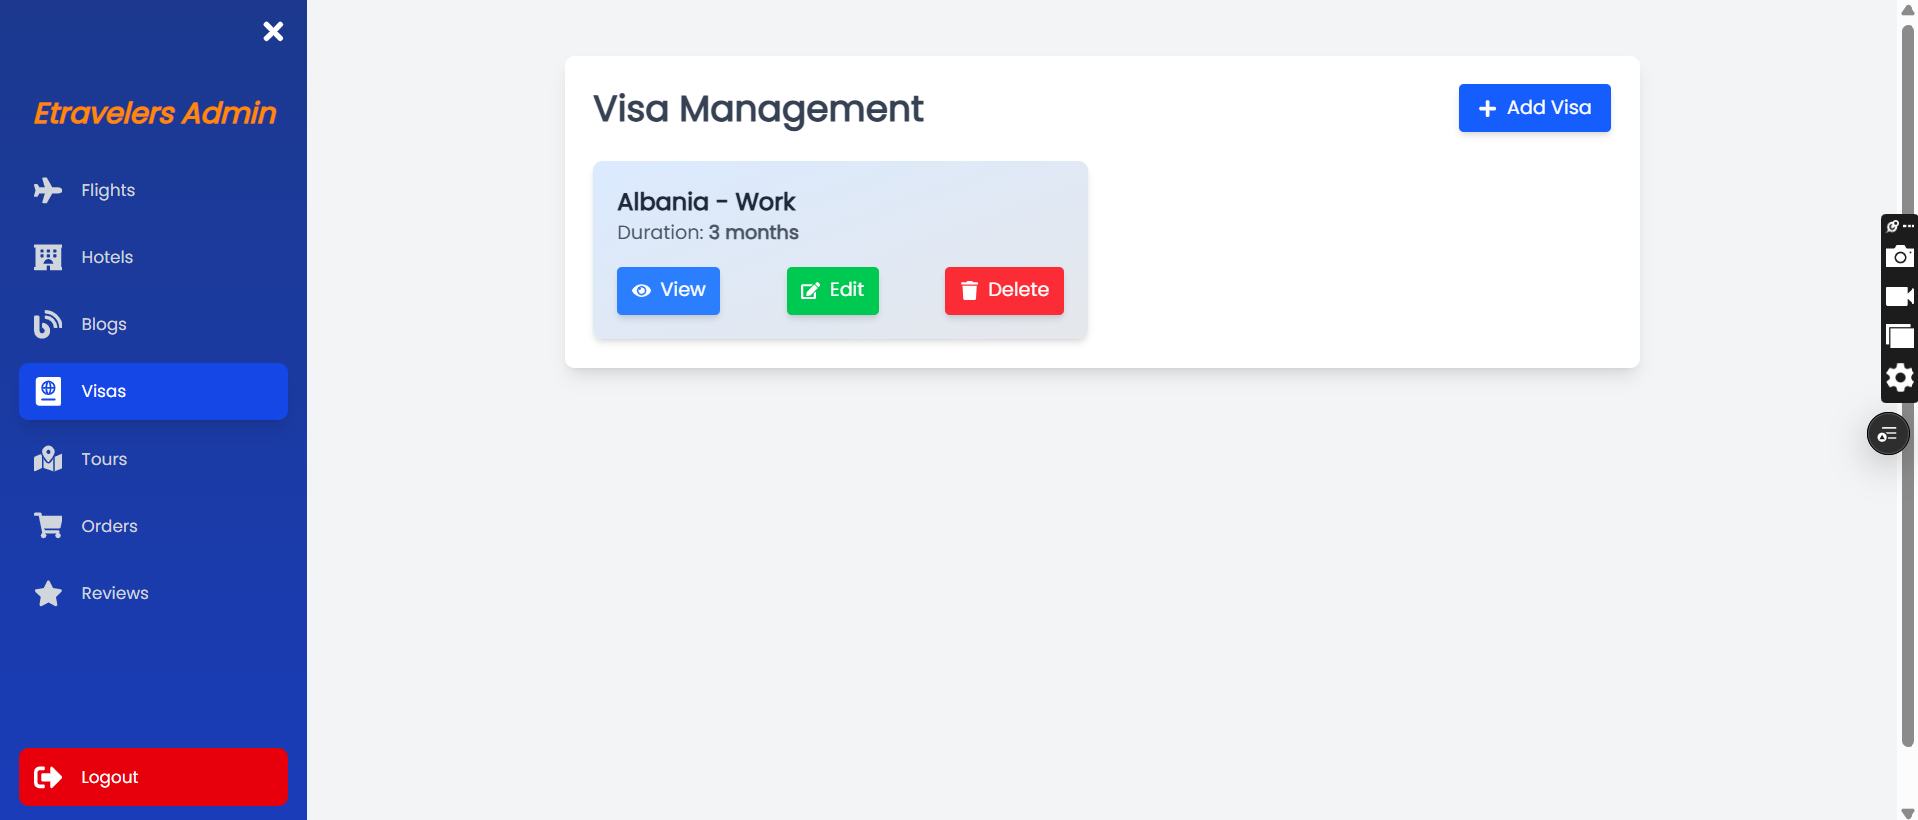 Etravelers Admin
Flights
Hotels
Blogs
Visas
Tours
Orders
Reviews
Logout
Visa Management
Add Visa
Albania - Work
Duration: 3 months
View
Edit
Delete